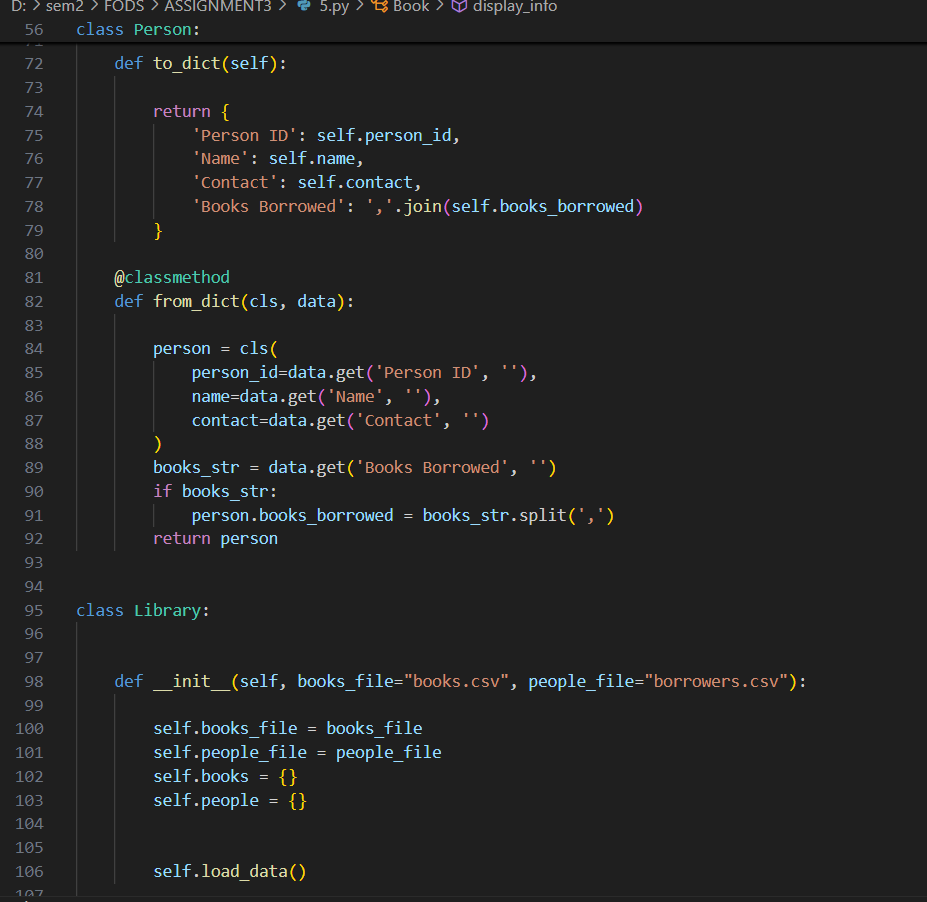 D: > sem2 > FODS > ASSIGNMENT3 > 5.py > Book > display_info
56 class Person:
72 def to_dict(self):
73
74 return {
75 'Person ID': self.person_id,
76 'Name': self.name,
77 'Contact': self.contact,
78 'Books Borrowed': ','.join(self.books_borrowed)
79 }
80
81 @classmethod
82 def from_dict(cls, data):
83
84 person = cls(
85 person_id=data.get('Person ID', ''),
86 name=data.get('Name', ''),
87 contact=data.get('Contact', '')
88 )
89 books_str = data.get('Books Borrowed', '')
90 if books_str:
91 person.books_borrowed = books_str.split(',')
92 return person
93
94
95 class Library:
96
97
98 def __init__(self, books_file="books.csv", people_file="borrowers.csv"):
99
100 self.books_file = books_file
101 self.people_file = people_file
102 self.books = {}
103 self.people = {}
104
105
106 self.load_data()
107